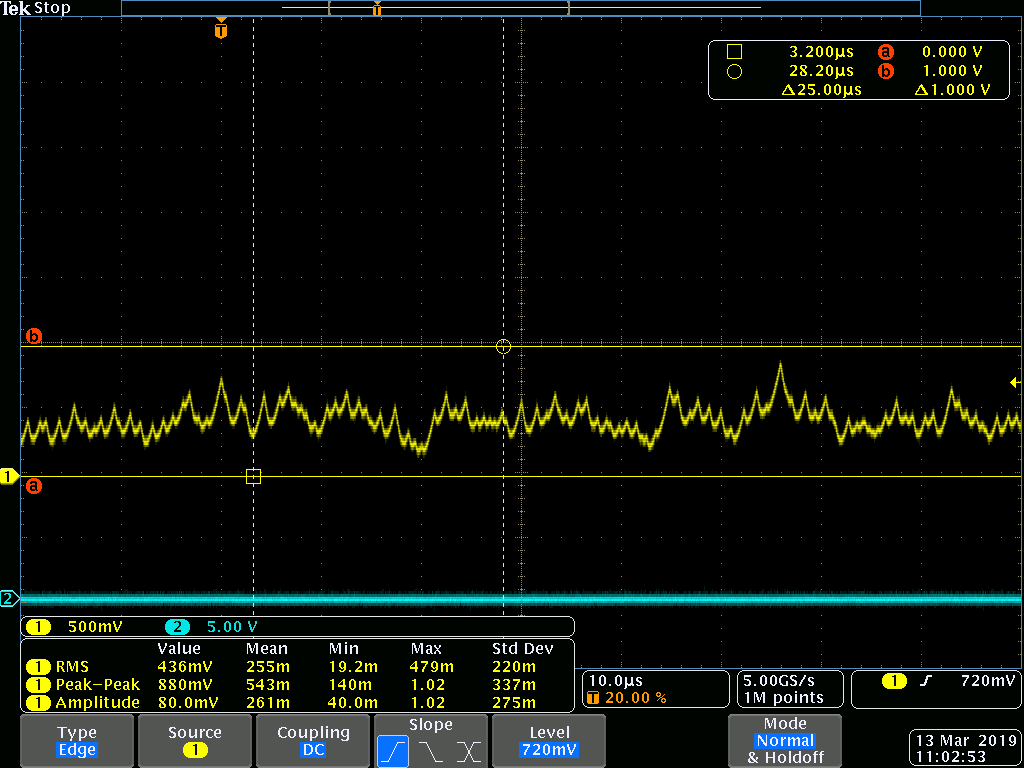 Tek Stop
T
T
3.200µs a 0.000 V
28.20µs b 1.000 V
Δ25.00µs Δ1.000 V
b
1
a
2
1 500mV 2 5.00 V
Value Mean Min Max Std Dev
1 RMS 436mV 255m 19.2m 479m 220m
1 Peak-Peak 880mV 543m 140m 1.02 337m
1 Amplitude 80.0mV 261m 40.0m 1.02 275m
10.0µs
T 20.00 %
5.00GS/s
1M points
1 720mV
Type
Edge
Source
1
Coupling
DC
Slope
Level
720mV
Mode
Normal
& Holdoff
13 Mar 2019
11:02:53